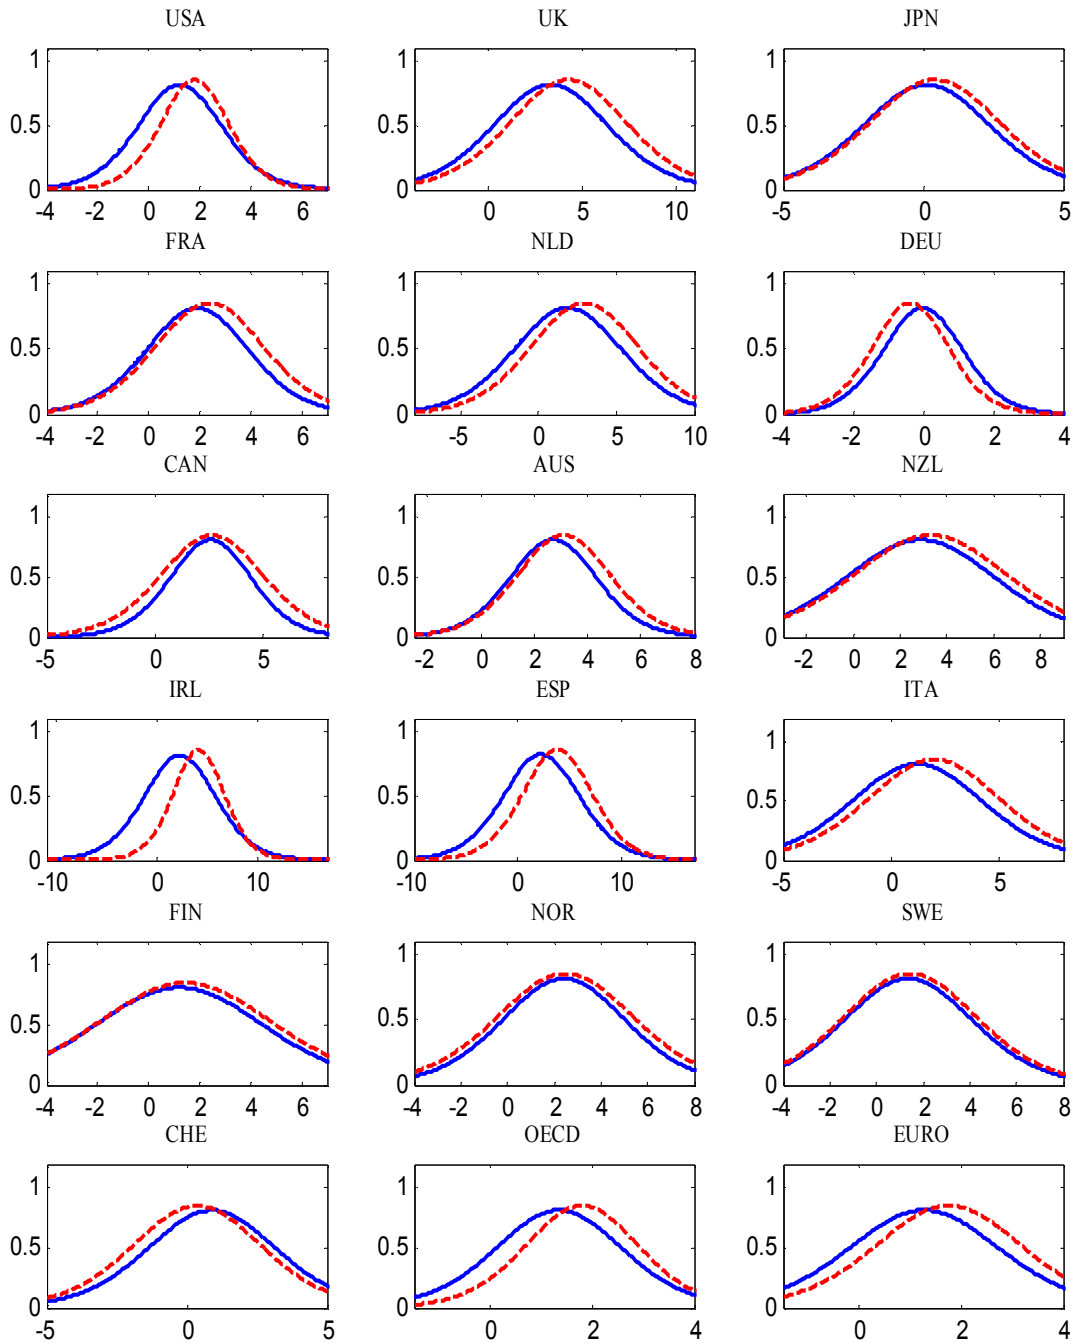 USA UK JPN
1 1 1
0.5 0.5 0.5
0 0 0
-4 -2 0 2 4 6 0 5 10 -5 0 5
FRA NLD DEU
1 1 1
0.5 0.5 0.5
0 0 0
-4 -2 0 2 4 6 -5 0 5 10 -4 -2 0 2 4
CAN AUS NZL
1 1 1
0.5 0.5 0.5
0 0 0
-5 0 5 -2 0 2 4 6 8 -2 0 2 4 6 8
IRL ESP ITA
1 1 1
0.5 0.5 0.5
0 0 0
-10 0 10 -10 0 10 -5 0 5
FIN NOR SWE
1 1 1
0.5 0.5 0.5
0 0 0
-4 -2 0 2 4 6 -2 0 2 4 6 8 -4 -2 0 2 4 6 8
CHE OECD EURO
1 1 1
0.5 0.5 0.5
0 0 0
-5 0 5 0 2 4 0 2 4